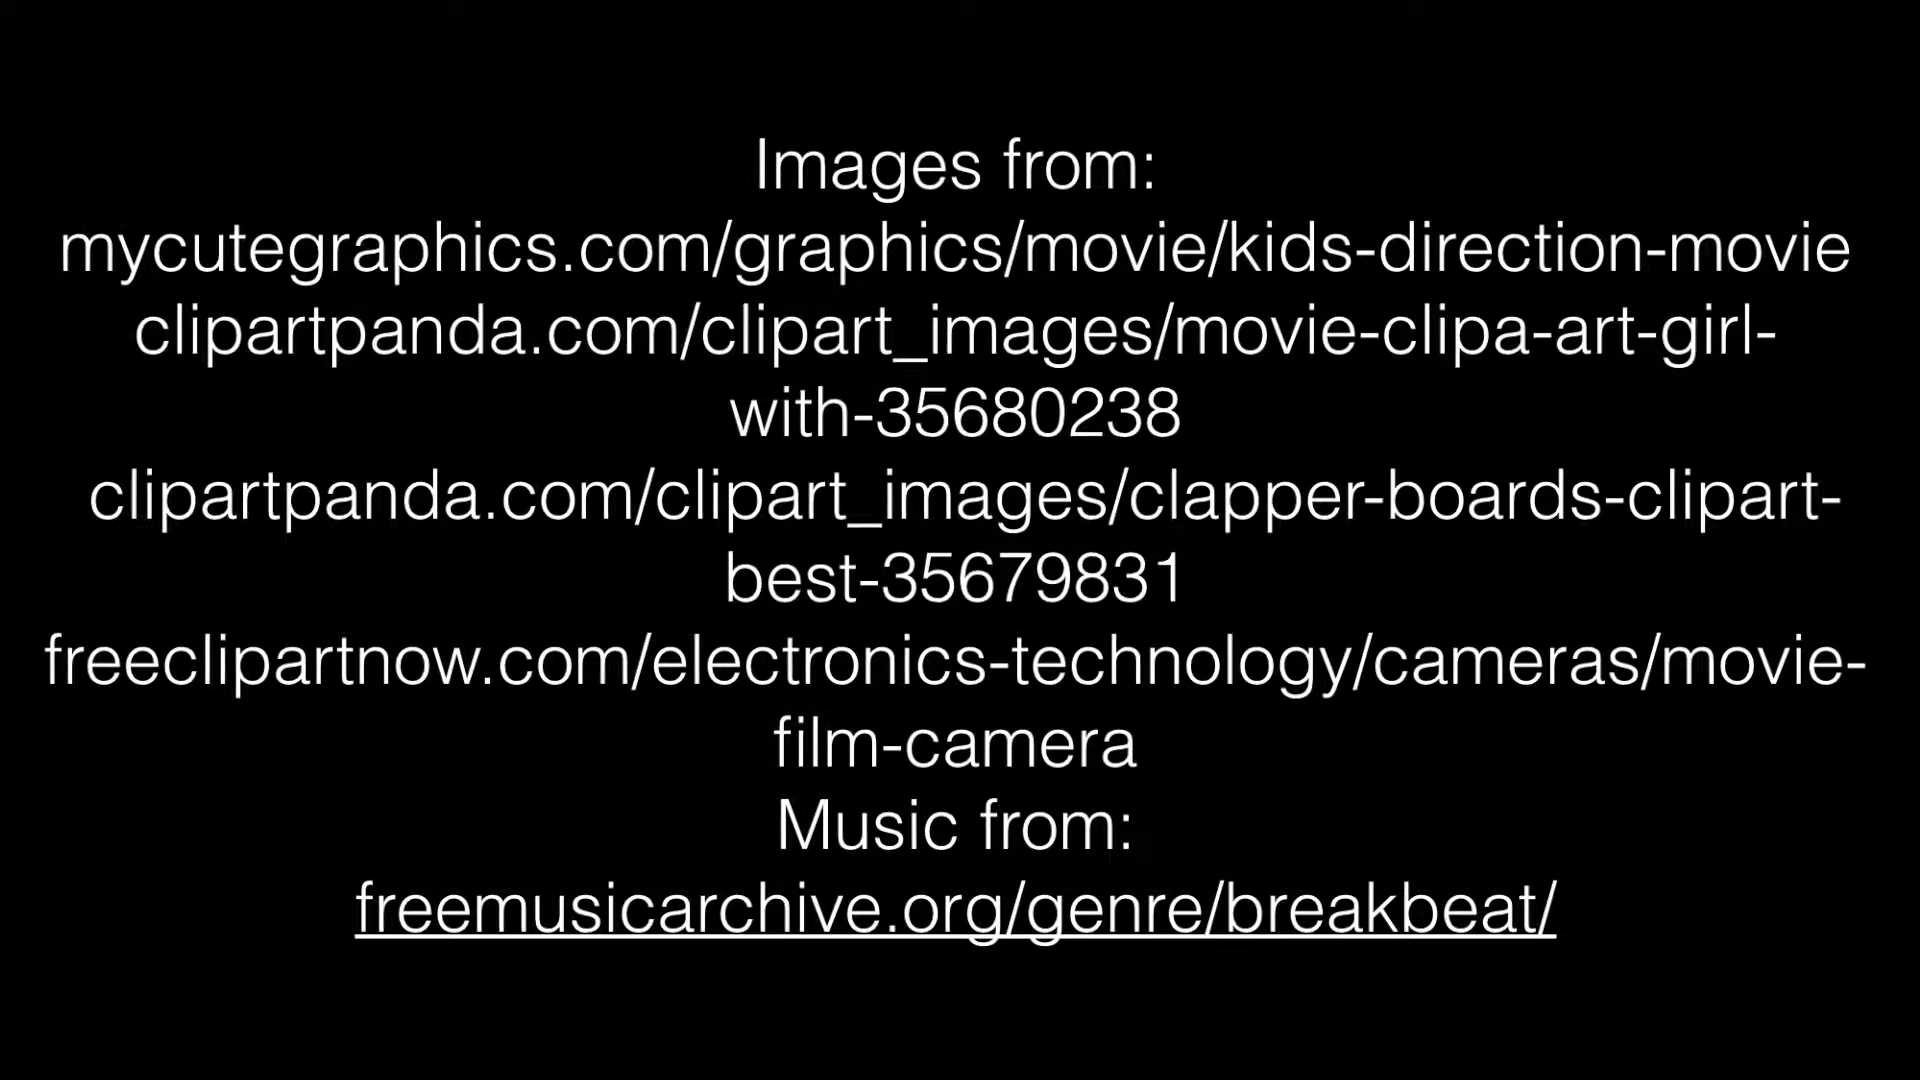 Images from:
mycutegraphics.com/graphics/movie/kids-direction-movie
clipartpanda.com/clipart_images/movie-clipa-art-girl-
with-35680238
clipartpanda.com/clipart_images/clapper-boards-clipart-
best-35679831
freeclipartnow.com/electronics-technology/cameras/movie-
film-camera
Music from:
freemusicarchive.org/genre/breakbeat/